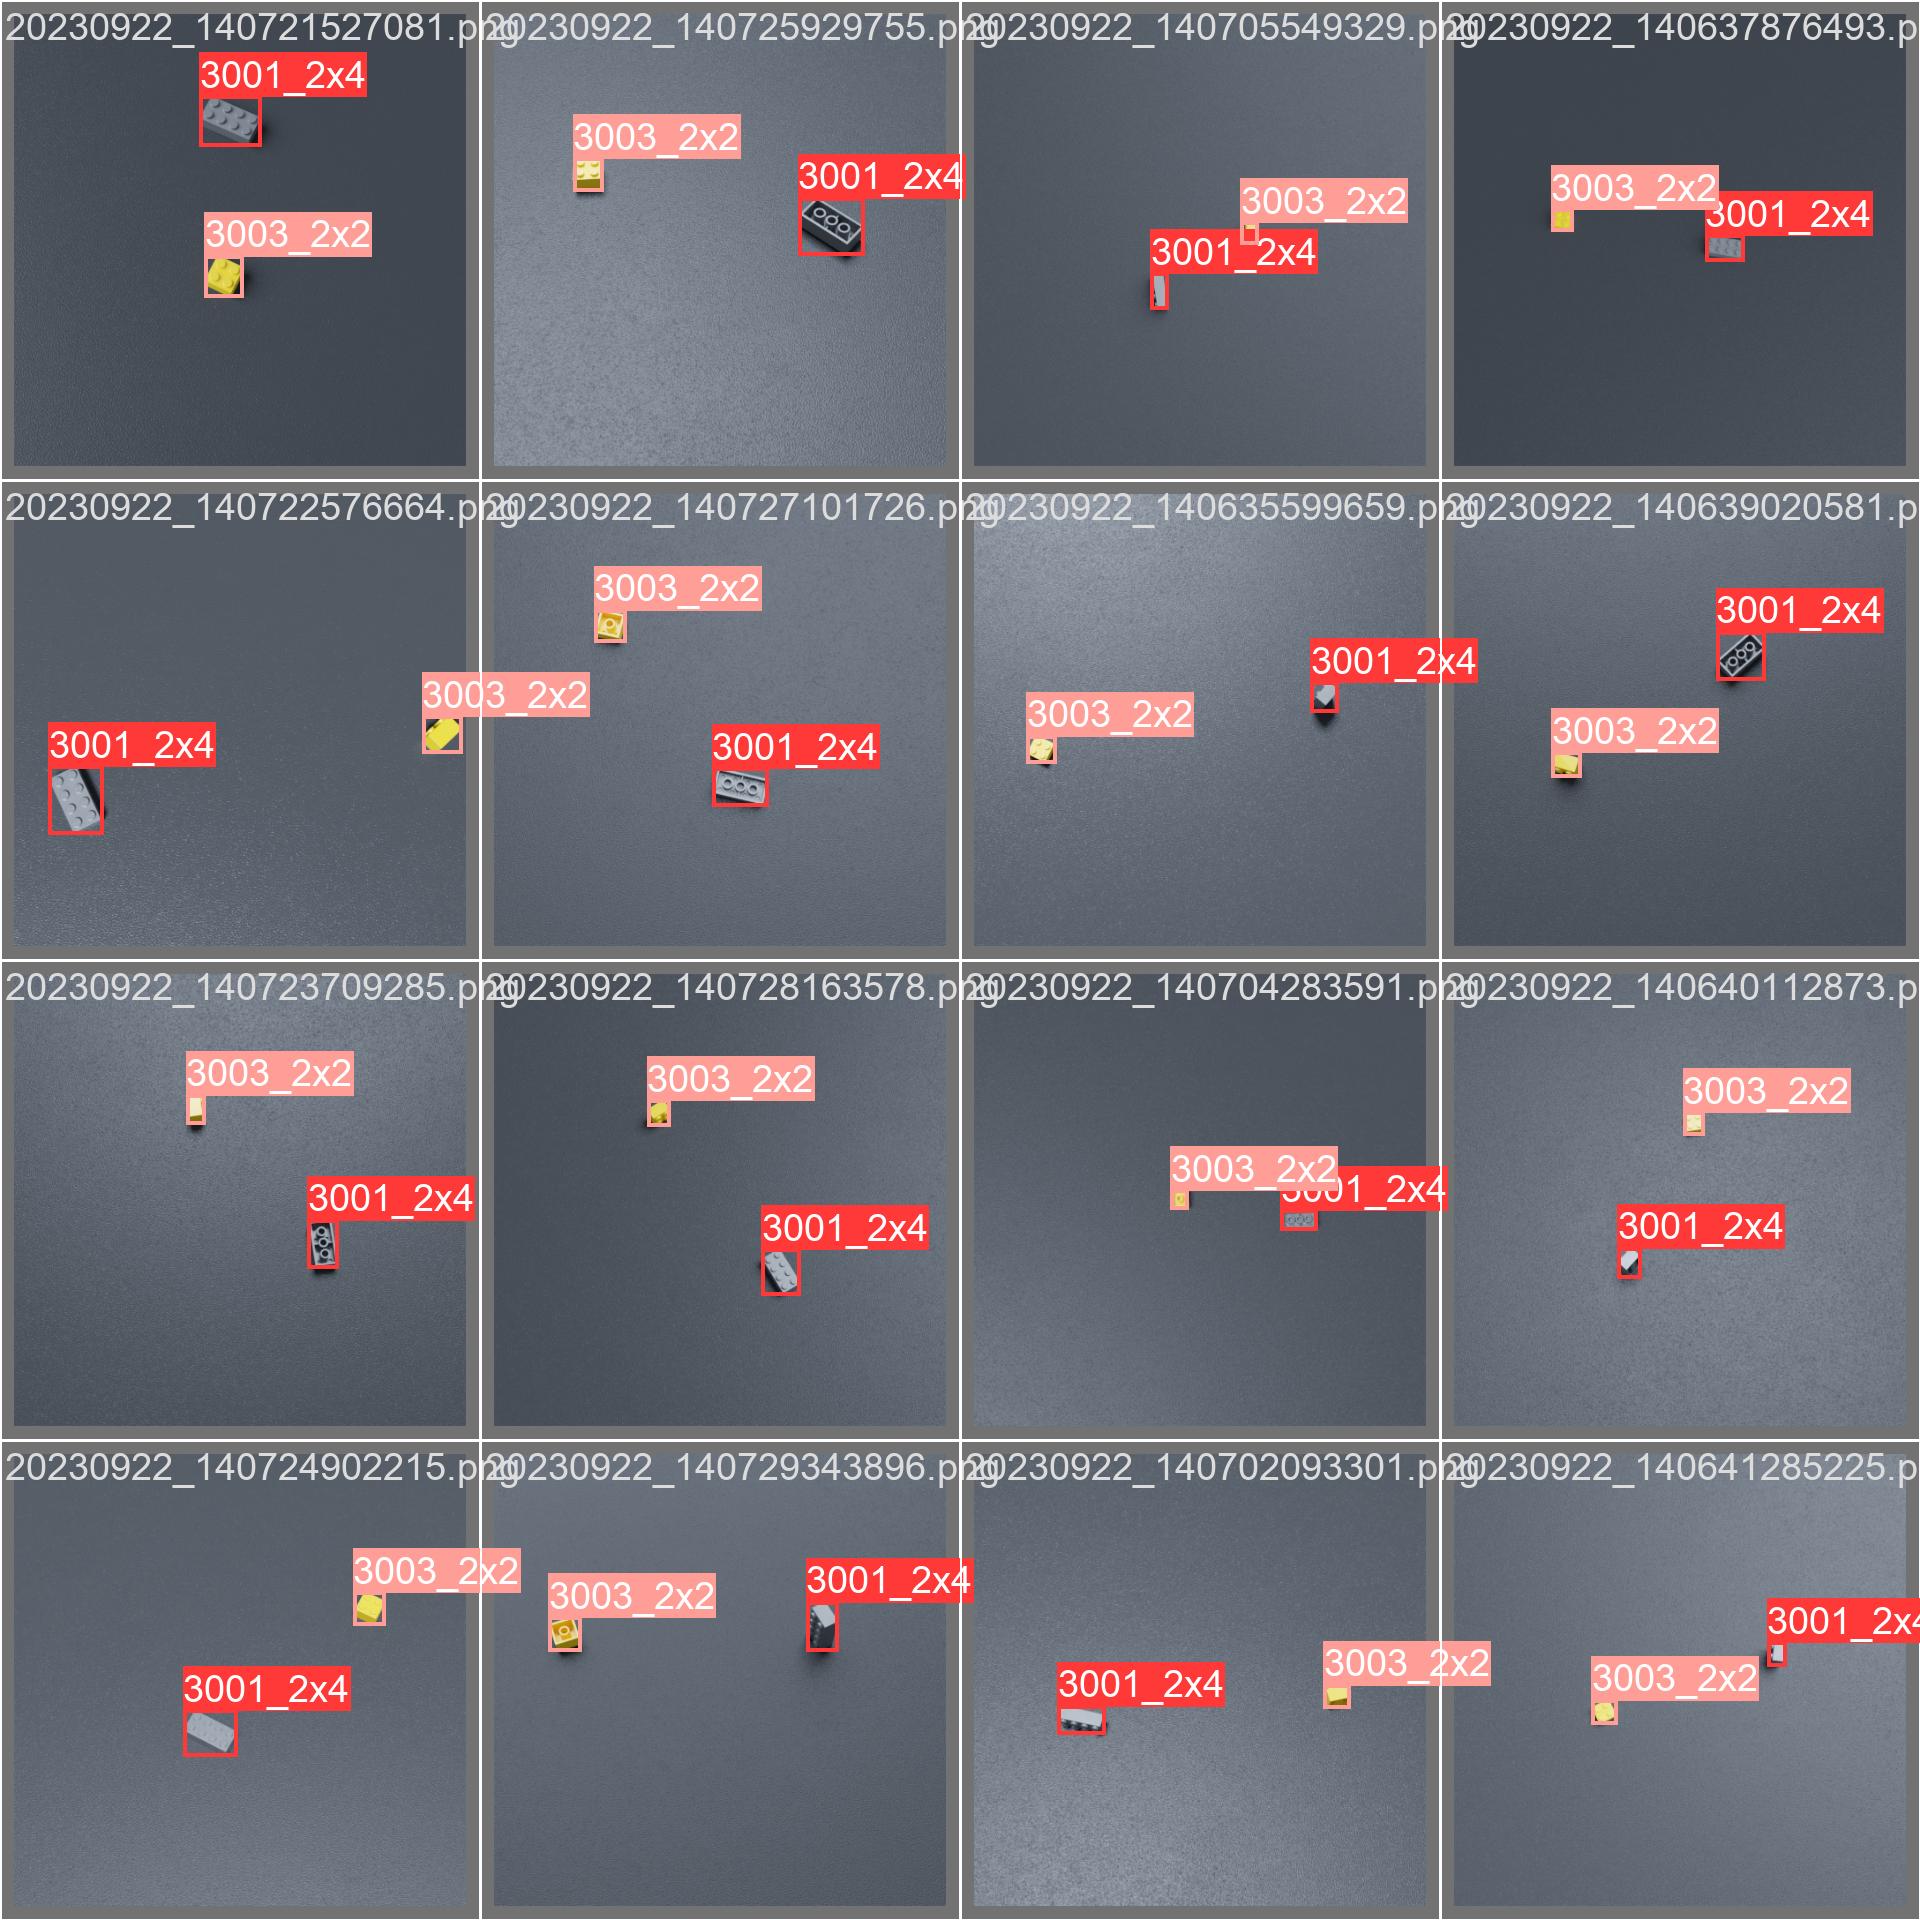 20230922_140721527081.png
20230922_140725929755.png
20230922_140705549329.png
20230922_140637876493.p
3001_2x4
3003_2x2
3003_2x2
3001_2x4
3003_2x2
3001_2x4
3003_2x2
3001_2x4
20230922_140722576664.png
20230922_140727101726.png
20230922_140635599659.png
20230922_140639020581.p
3003_2x2
3001_2x4
3003_2x2
3001_2x4
3001_2x4
3003_2x2
3001_2x4
3003_2x2
20230922_140723709285.png
20230922_140728163578.png
20230922_140704283591.png
20230922_140640112873.p
3003_2x2
3001_2x4
3003_2x2
3001_2x4
3003_2x2
3001_2x4
3003_2x2
3001_2x4
20230922_140724902215.png
20230922_140729343896.png
20230922_140702093301.png
20230922_140641285225.p
3003_2x2
3001_2x4
3003_2x2
3001_2x4
3001_2x4
3003_2x2
3001_2x4
3003_2x2